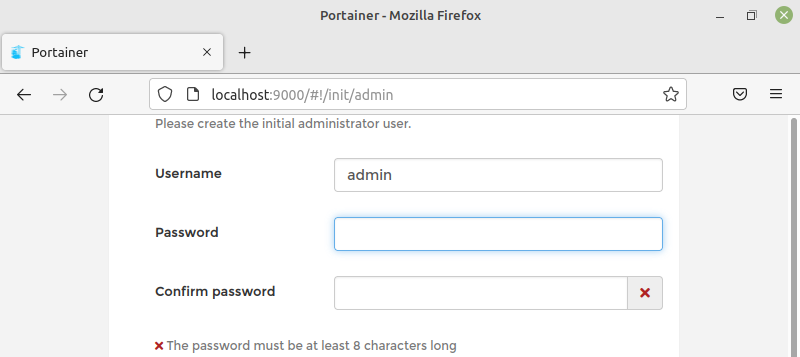 Portainer - Mozilla Firefox
Portainer
localhost:9000/#!/init/admin
Please create the initial administrator user.
Username
admin
Password
Confirm password
The password must be at least 8 characters long